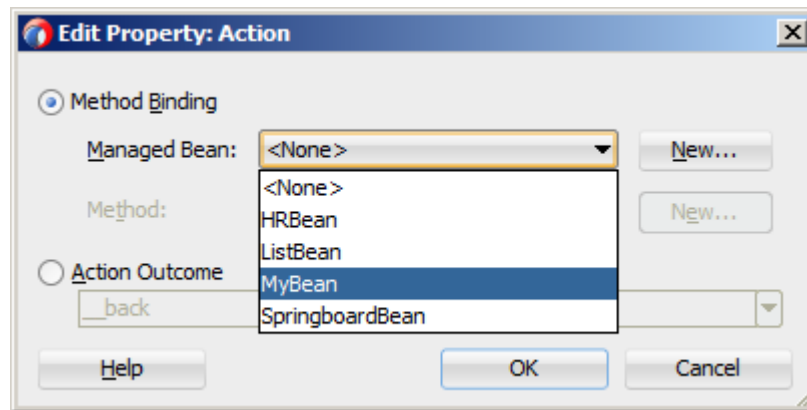 Edit Property: Action
Method Binding
Managed Bean: <None> New...
<None>
Method: HRBean New...
ListBean
Action Outcome
MyBean
__back
SpringboardBean
Help OK Cancel